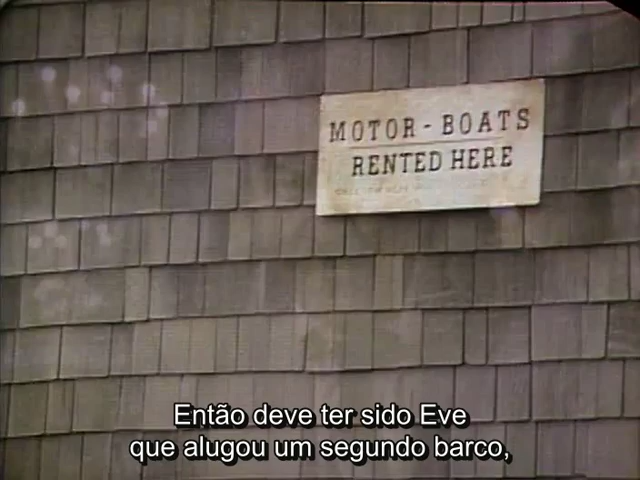 MOTOR - BOATS
RENTED HERE
Então deve ter sido Eve
que alugou um segundo barco,